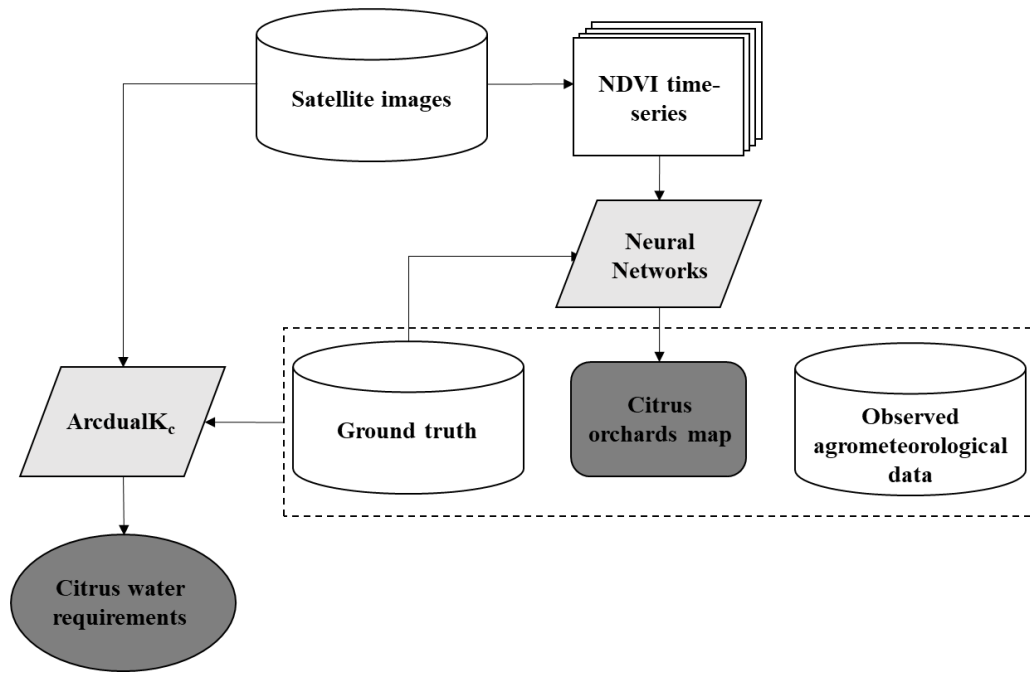 Satellite images
NDVI time-
series
Neural
Networks
ArcdualKc
Ground truth
Citrus
orchards map
Observed
agrometeorological
data
Citrus water
requirements